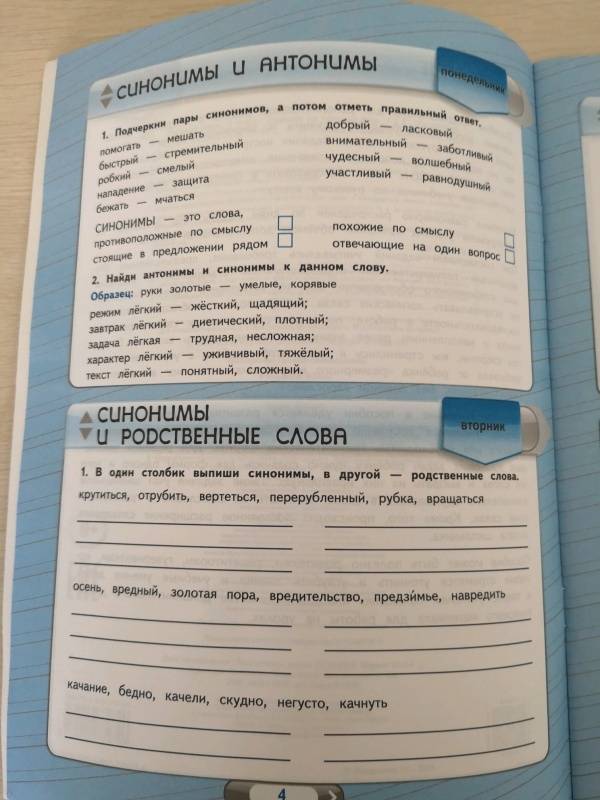 СИНОНИМЫ И АНТОНИМЫ
понедельник
1. Подчеркни пары синонимов, а потом отметь правильный ответ.
помогать — мешать
быстрый — стремительный
робкий — смелый
нападение — защита
бежать — мчаться
добрый — ласковый
внимательный — заботливый
чудесный — волшебный
участливый — равнодушный
СИНОНИМЫ — это слова,
противоположные по смыслу
стоящие в предложении рядом
похожие по смыслу
отвечающие на один вопрос
2. Найди антонимы и синонимы к данном слову.
Образец: руки золотые — умелые, корявые
режим лёгкий — жёсткий, щадящий;
завтрак лёгкий — диетический, плотный;
задача лёгкая — трудная, несложная;
характер лёгкий — уживчивый, тяжёлый;
текст лёгкий — понятный, сложный.
СИНОНИМЫ
И РОДСТВЕННЫЕ СЛОВА
вторник
1. В один столбик выпиши синонимы, в другой — родственные слова.
крутиться, отрубить, вертеться, перерубленный, рубка, вращаться
осень, вредный, золотая пора, вредительство, предзи́мье, навредить
качание, бедно, качели, скудно, негусто, качнуть
4